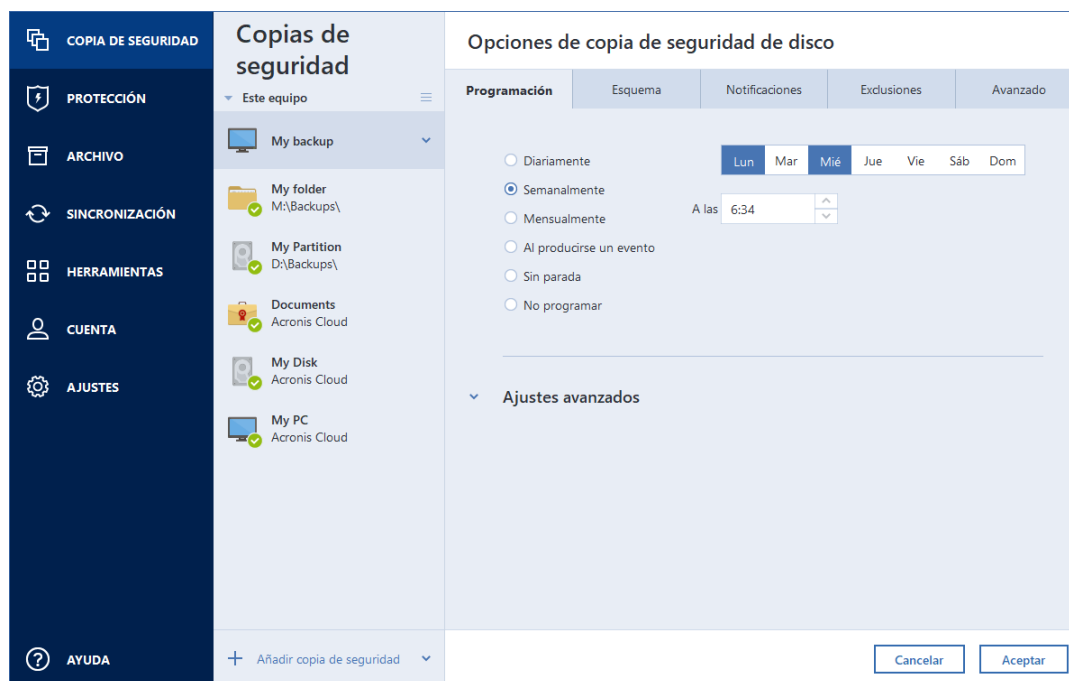 COPIA DE SEGURIDAD
PROTECCIÓN
ARCHIVO
SINCRONIZACIÓN
HERRAMIENTAS
CUENTA
AJUSTES
AYUDA
Copias de
seguridad
Este equipo
My backup
My folder
M:\Backups\
My Partition
D:\Backups\
Documents
Acronis Cloud
My Disk
Acronis Cloud
My PC
Acronis Cloud
Añadir copia de seguridad
Opciones de copia de seguridad de disco
Programación Esquema Notificaciones Exclusiones Avanzado
Diariamente
Semanalmente
Mensualmente
Al producirse un evento
Sin parada
No programar
Lun Mar Mié Jue Vie Sáb Dom
A las 6:34
Ajustes avanzados
Cancelar Aceptar